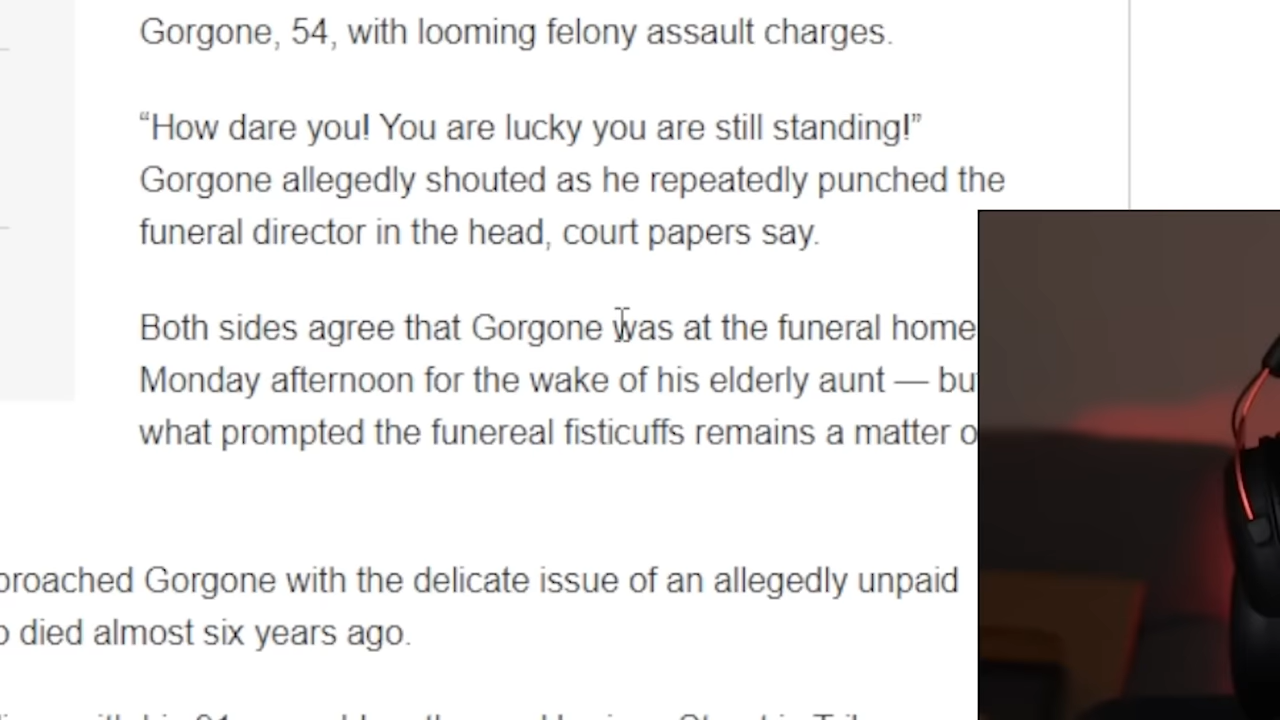 Gorgone, 54, with looming felony assault charges.
“How dare you! You are lucky you are still standing!”
Gorgone allegedly shouted as he repeatedly punched the
funeral director in the head, court papers say.
Both sides agree that Gorgone was at the funeral home
Monday afternoon for the wake of his elderly aunt —
what prompted the funereal fisticuffs remains a matter
Gorgone with the delicate issue of an allegedly unpaid
died almost six years ago.